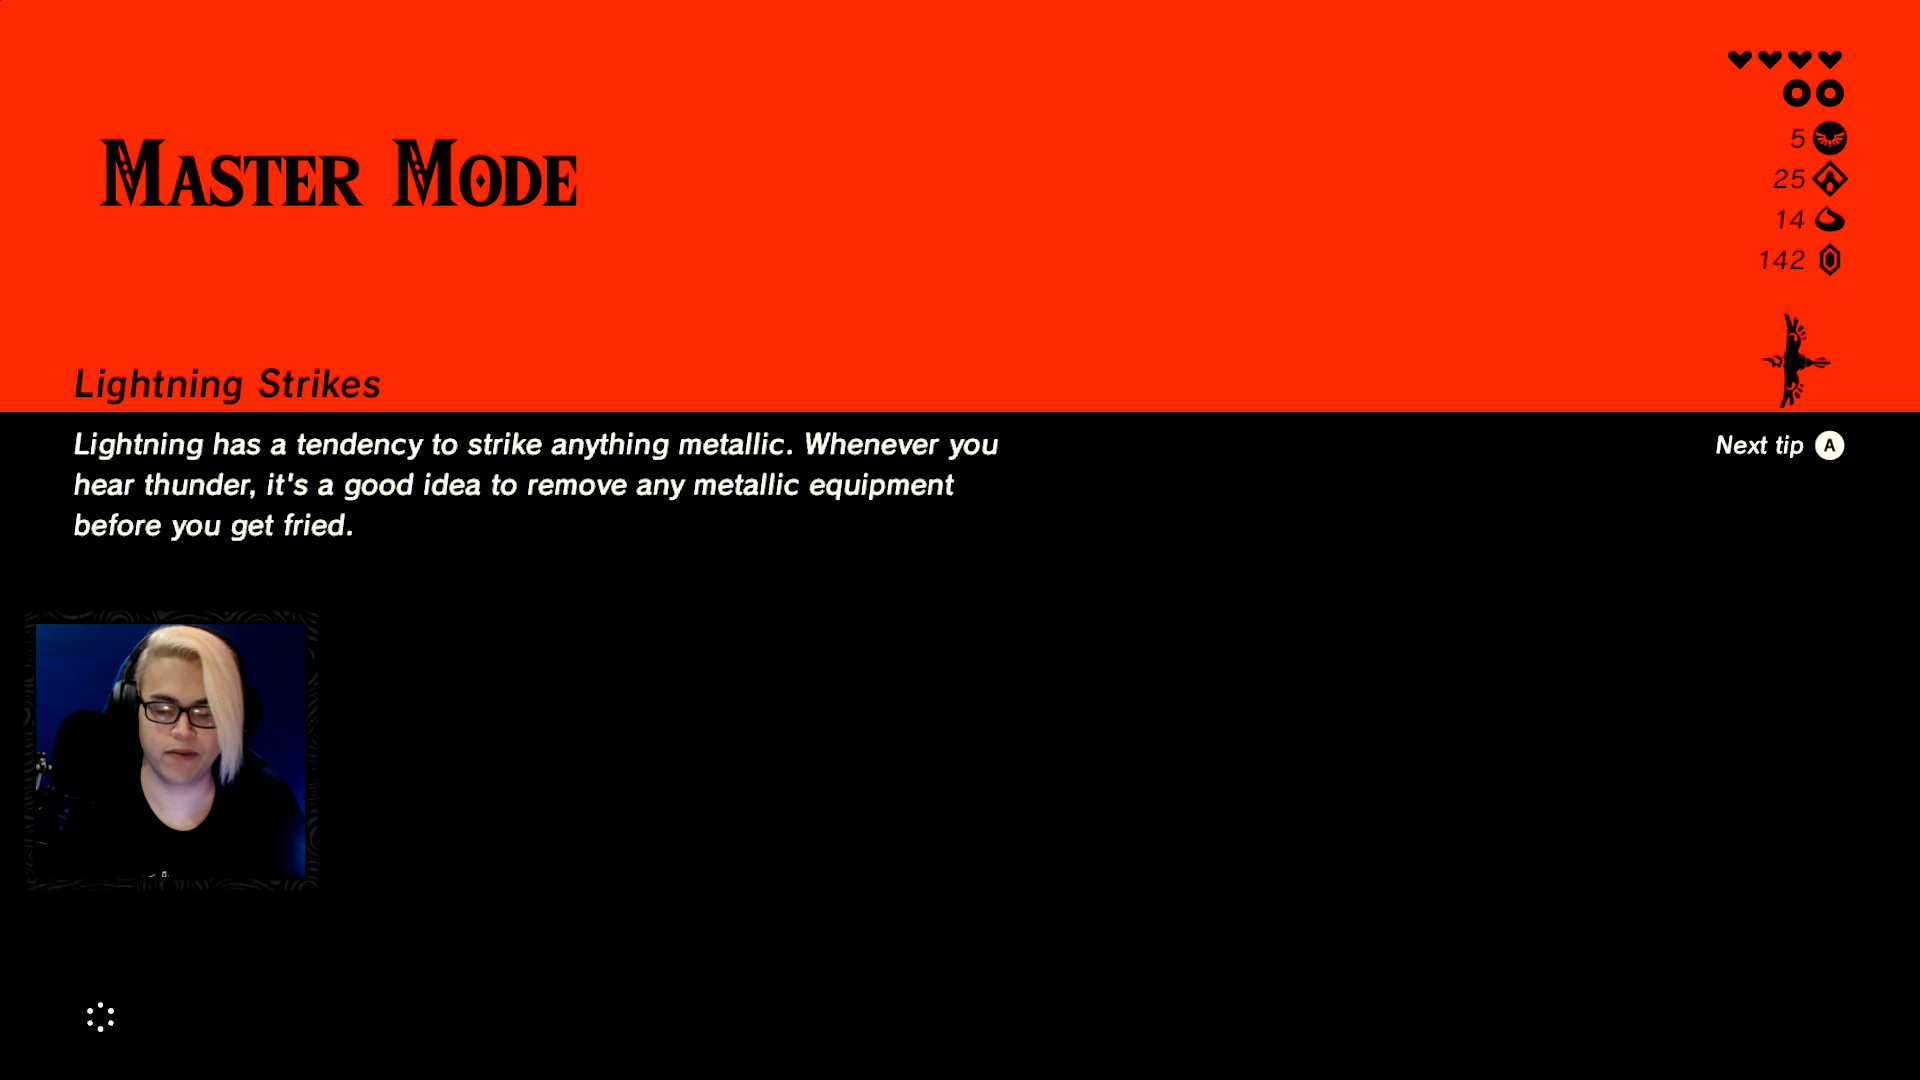 Master Mode
5
25
14
142
Lightning Strikes
Lightning has a tendency to strike anything metallic. Whenever you
hear thunder, it's a good idea to remove any metallic equipment
before you get fried.
Next tip A